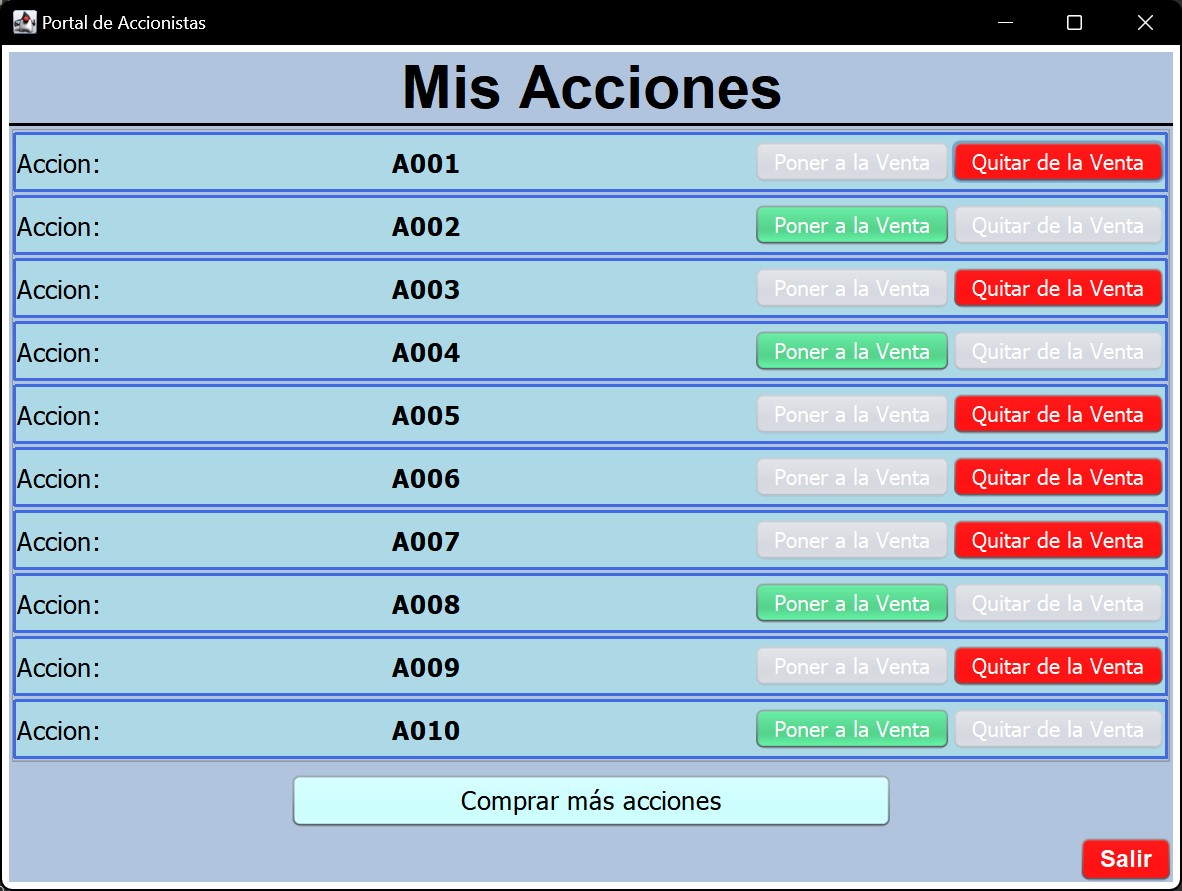 Portal de Accionistas
Mis Acciones
Accion: A001 Poner a la Venta Quitar de la Venta
Accion: A002 Poner a la Venta Quitar de la Venta
Accion: A003 Poner a la Venta Quitar de la Venta
Accion: A004 Poner a la Venta Quitar de la Venta
Accion: A005 Poner a la Venta Quitar de la Venta
Accion: A006 Poner a la Venta Quitar de la Venta
Accion: A007 Poner a la Venta Quitar de la Venta
Accion: A008 Poner a la Venta Quitar de la Venta
Accion: A009 Poner a la Venta Quitar de la Venta
Accion: A010 Poner a la Venta Quitar de la Venta
Comprar más acciones
Salir